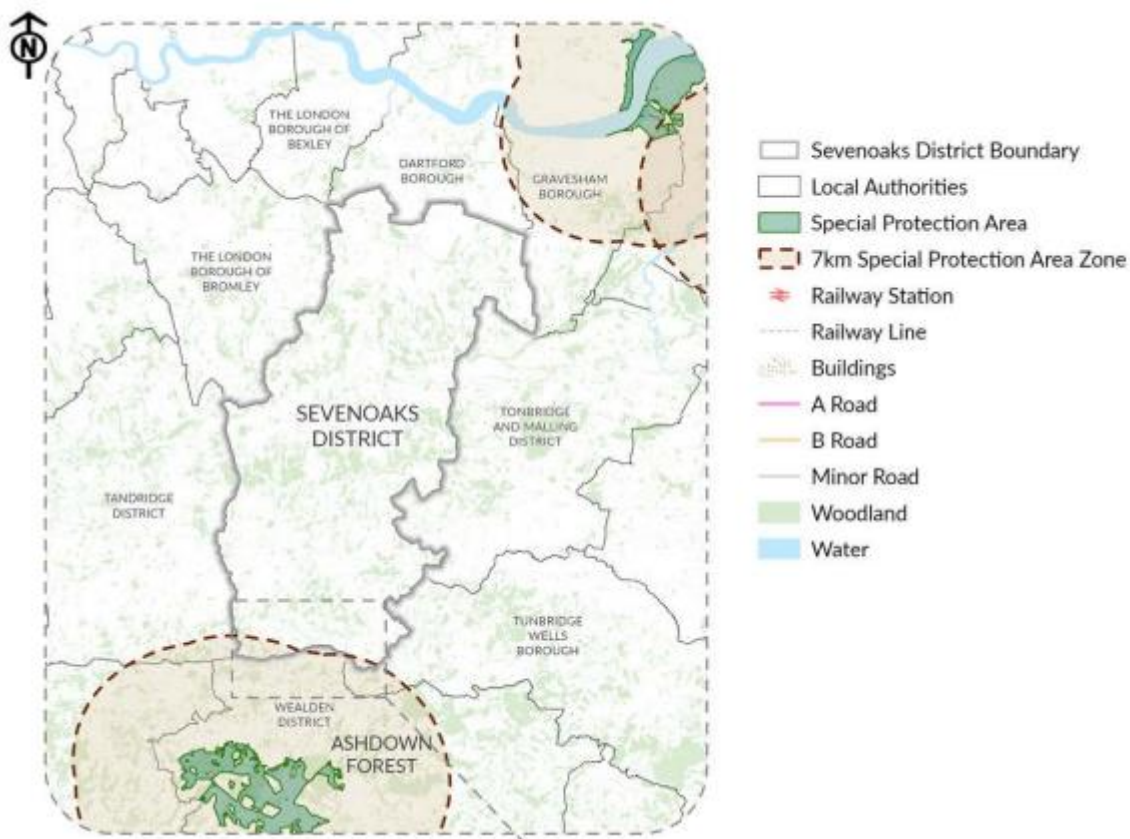 N
THE LONDON
BOROUGH OF
BEXLEY
DARTFORD
BOROUGH
GRAVESHAM
BOROUGH
THE LONDON
BOROUGH OF
BROMLEY
SEVENOAKS
DISTRICT
TONBRIDGE
AND MALLING
DISTRICT
TANDRIDGE
DISTRICT
TUNBRIDGE
WELLS
BOROUGH
WEALDEN
DISTRICT
ASHDOWN
FOREST
Sevenoaks District Boundary
Local Authorities
Special Protection Area
7km Special Protection Area Zone
Railway Station
Railway Line
Buildings
A Road
B Road
Minor Road
Woodland
Water